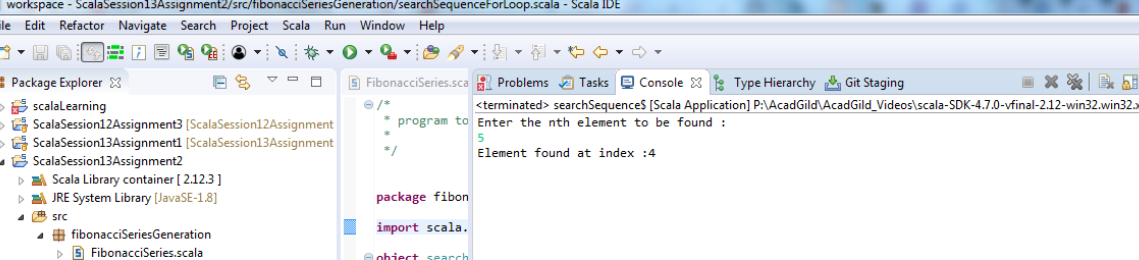 workspace - ScalaSession13Assignment2/src/fibonacciSeriesGeneration/searchSequenceForLoop.scala - Scala IDE
ile Edit Refactor Navigate Search Project Scala Run Window Help
Package Explorer
scalaLearning
ScalaSession12Assignment3 [ScalaSession12Assignment
ScalaSession13Assignment1 [ScalaSession13Assignment
ScalaSession13Assignment2
Scala Library container [ 2.12.3 ]
JRE System Library [JavaSE-1.8]
src
fibonacciSeriesGeneration
FibonacciSeries.scala
FibonacciSeries.sca
/*
* program to
*
*/
package fibon
import scala.
object search
Problems Tasks Console Type Hierarchy Git Staging
<terminated> searchSequence$ [Scala Application] P:\AcadGild\AcadGild_Videos\scala-SDK-4.7.0-vfinal-2.12-win32.win32.x
Enter the nth element to be found :
5
Element found at index :4